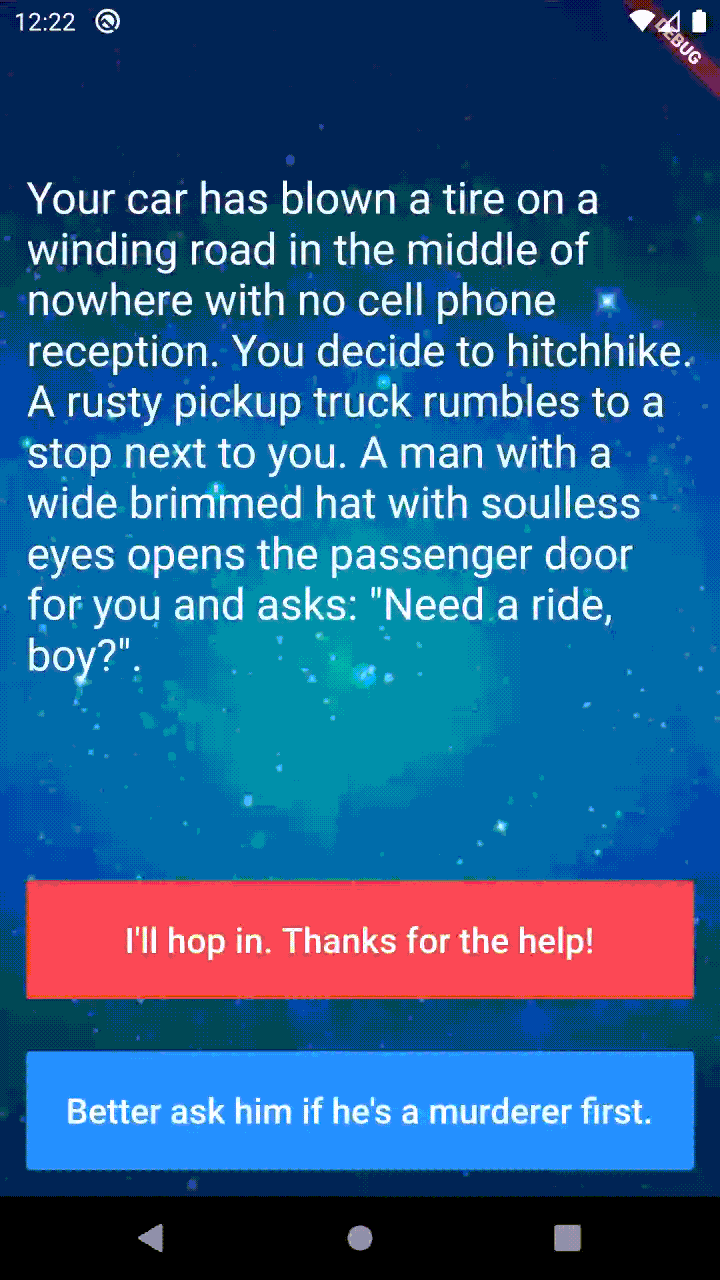 12:22
DEBUG
Your car has blown a tire on a
winding road in the middle of
nowhere with no cell phone
reception. You decide to hitchhike.
A rusty pickup truck rumbles to a
stop next to you. A man with a
wide brimmed hat with soulless
eyes opens the passenger door
for you and asks: "Need a ride,
boy?".
I'll hop in. Thanks for the help!
Better ask him if he's a murderer first.